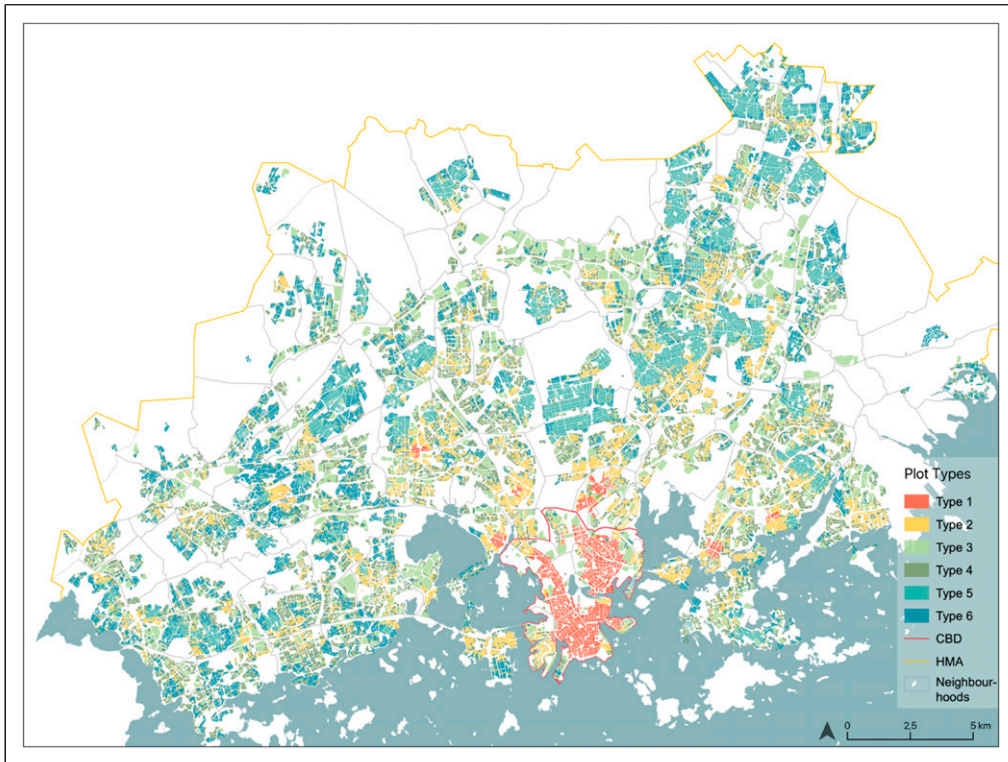 Plot Types
Type 1
Type 2
Type 3
Type 4
Type 5
Type 6
CBD
HMA
Neighbour-
hoods
0 2.5 5 km